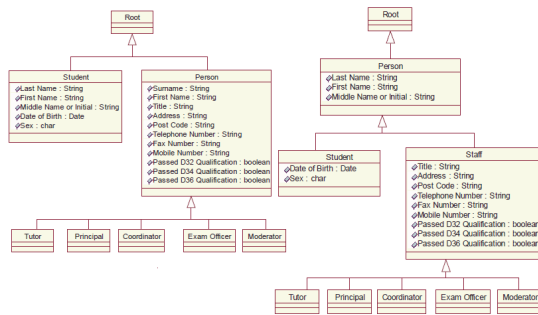 Root
Student
Last Name : String
First Name : String
Middle Name or Initial : String
Date of Birth : Date
Sex : char
Person
Surname : String
First Name : String
Title : String
Address : String
Post Code : String
Telephone Number : String
Fax Number : String
Mobile Number : String
Passed D32 Qualification : boolean
Passed D34 Qualification : boolean
Passed D36 Qualification : boolean
Tutor
Principal
Coordinator
Exam Officer
Moderator
Root
Person
Last Name : String
First Name : String
Middle Name or Initial : String
Student
Date of Birth : Date
Sex : char
Staff
Title : String
Address : String
Post Code : String
Telephone Number : String
Fax Number : String
Mobile Number : String
Passed D32 Qualification : boolean
Passed D34 Qualification : boolean
Passed D36 Qualification : boolean
Tutor
Principal
Coordinator
Exam Officer
Moderator